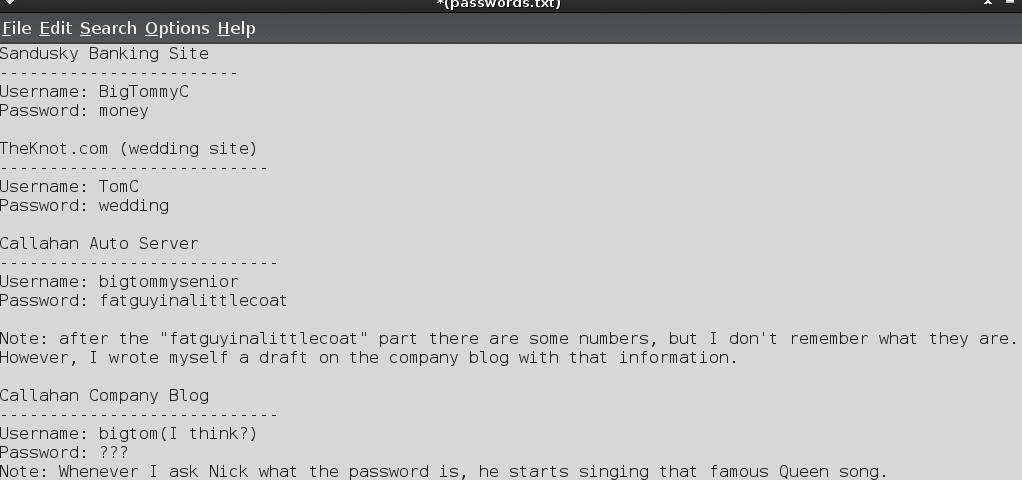 *(passwords.txt)
File Edit Search Options Help
Sandusky Banking Site
------------------------
Username: BigTommyC
Password: money
TheKnot.com (wedding site)
---------------------------
Username: TomC
Password: wedding
Callahan Auto Server
----------------------------
Username: bigtommysenior
Password: fatguyinalittlecoat
Note: after the "fatguyinalittlecoat" part there are some numbers, but I don't remember what they are.
However, I wrote myself a draft on the company blog with that information.
Callahan Company Blog
----------------------------
Username: bigtom(I think?)
Password: ???
Note: Whenever I ask Nick what the password is, he starts singing that famous Queen song.